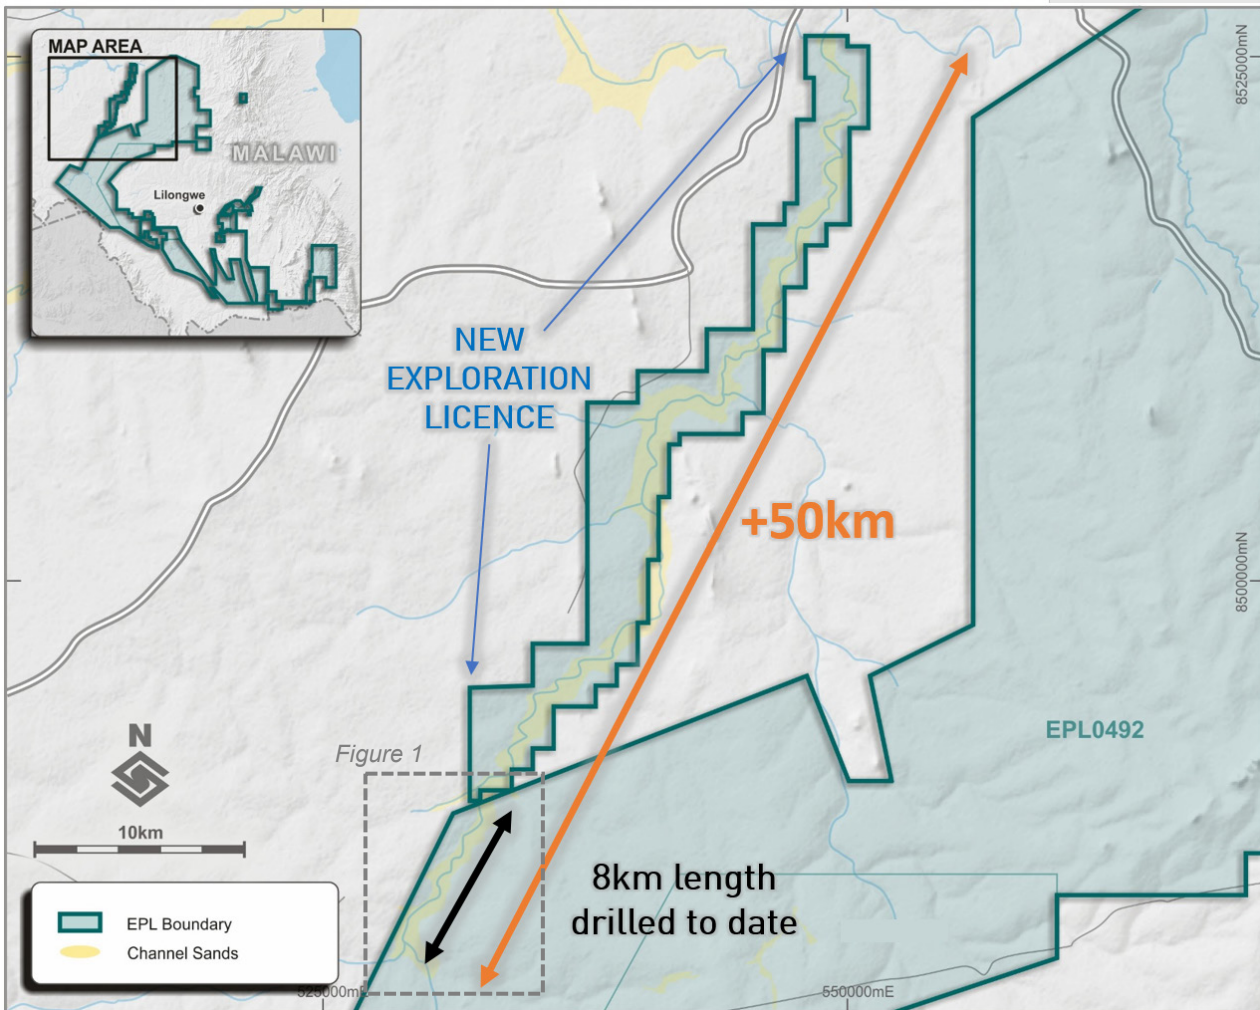 MAP AREA
MALAWI
Lilongwe
8525000mN
NEW
EXPLORATION
LICENCE
+50km
8500000mN
EPL0492
N
Figure 1
10km
8km length
drilled to date
EPL Boundary
Channel Sands
525000m
550000mE